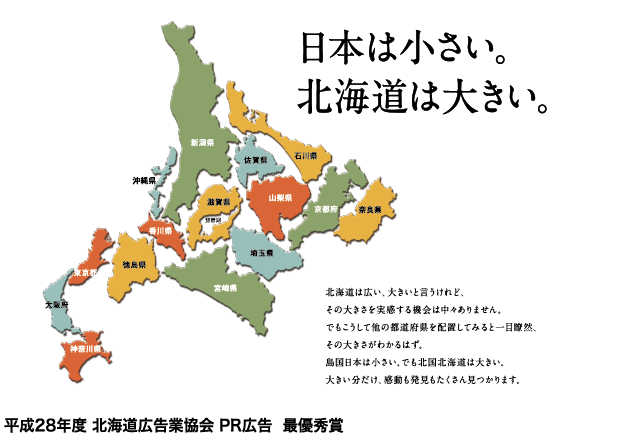 日本は小さい。
北海道は大きい。
新潟県
石川県
佐賀県
沖縄県
滋賀県
琵琶湖
山梨県
京都府
奈良県
香川県
埼玉県
徳島県
東京都
宮崎県
大阪府
神奈川県
北海道は広い、大きいと言うけれど、
その大きさを実感する機会は中々ありません。
でもこうして他の都道府県を配置してみると一目瞭然、
その大きさがわかるはず。
島国日本は小さい。でも北国北海道は大きい。
大きい分だけ、感動も発見もたくさん見つかります。
平成28年度 北海道広告業協会 PR広告 最優秀賞